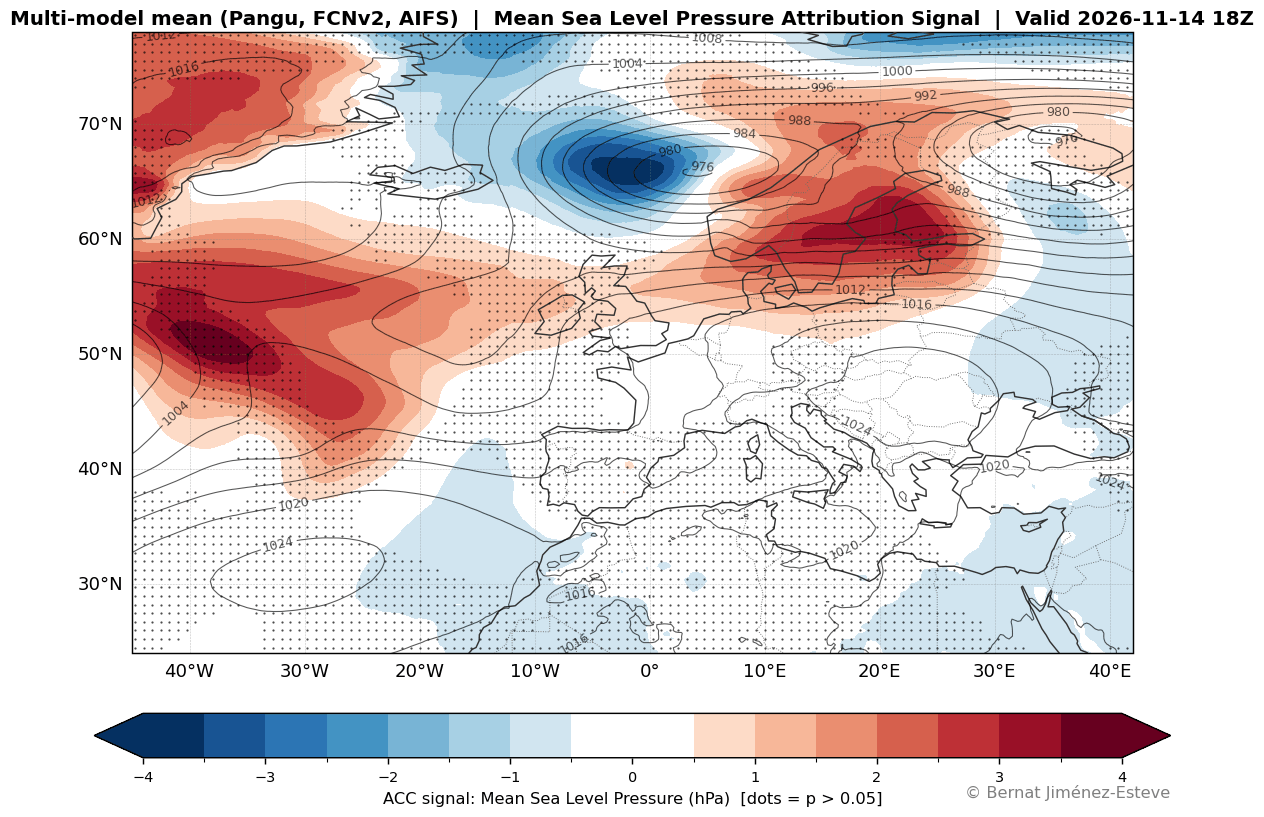 Multi-model mean (Pangu, FCNv2, AIFS) | Mean Sea Level Pressure Attribution Signal | Valid 2026-11-14 18Z
1012
1016
1008
1004
1000
996
992
988
984
980
976
980
976
988
1012
1012
1016
1004
1024
1020
1024
1020
1024
1020
1016
1016
70°N
60°N
50°N
40°N
30°N
40°W 30°W 20°W 10°W 0° 10°E 20°E 30°E 40°E
−4 −3 −2 −1 0 1 2 3 4
ACC signal: Mean Sea Level Pressure (hPa) [dots = p > 0.05]
© Bernat Jiménez-Esteve